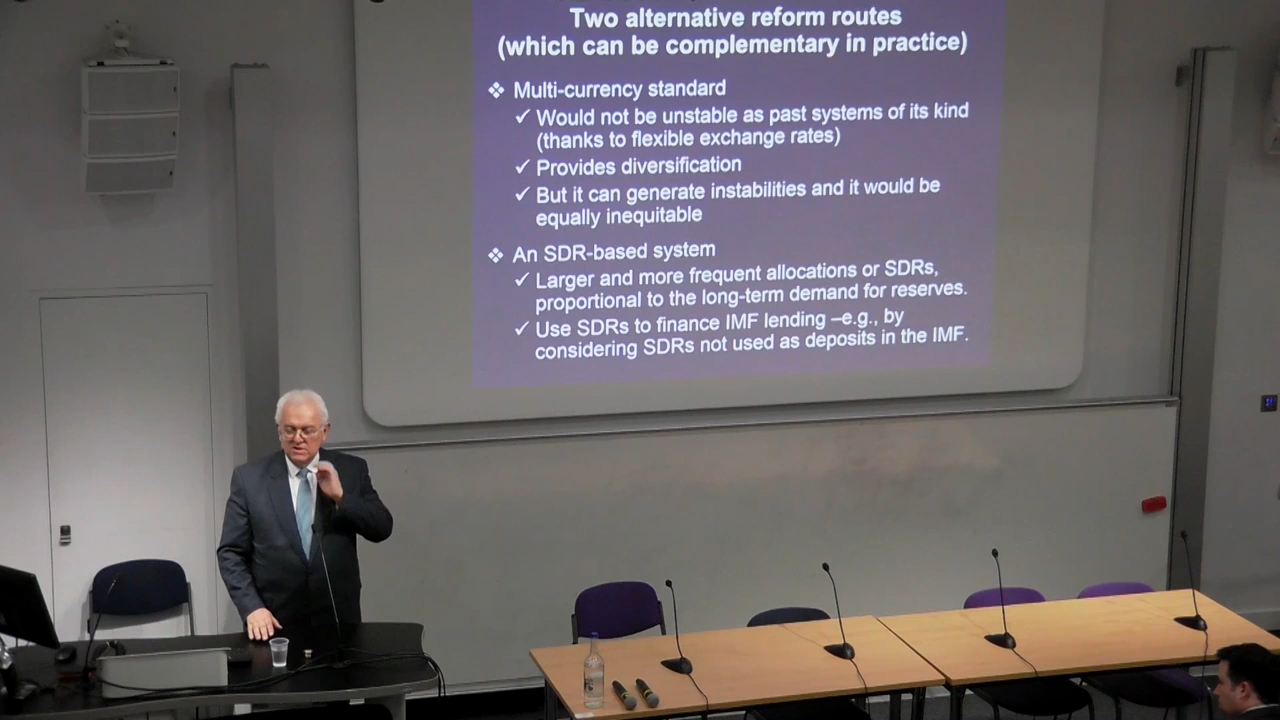 Two alternative reform routes
(which can be complementary in practice)
❖ Multi-currency standard
✓ Would not be unstable as past systems of its kind
(thanks to flexible exchange rates)
✓ Provides diversification
✓ But it can generate instabilities and it would be
equally inequitable
❖ An SDR-based system
✓ Larger and more frequent allocations or SDRs,
proportional to the long-term demand for reserves.
✓ Use SDRs to finance IMF lending –e.g., by
considering SDRs not used as deposits in the IMF.